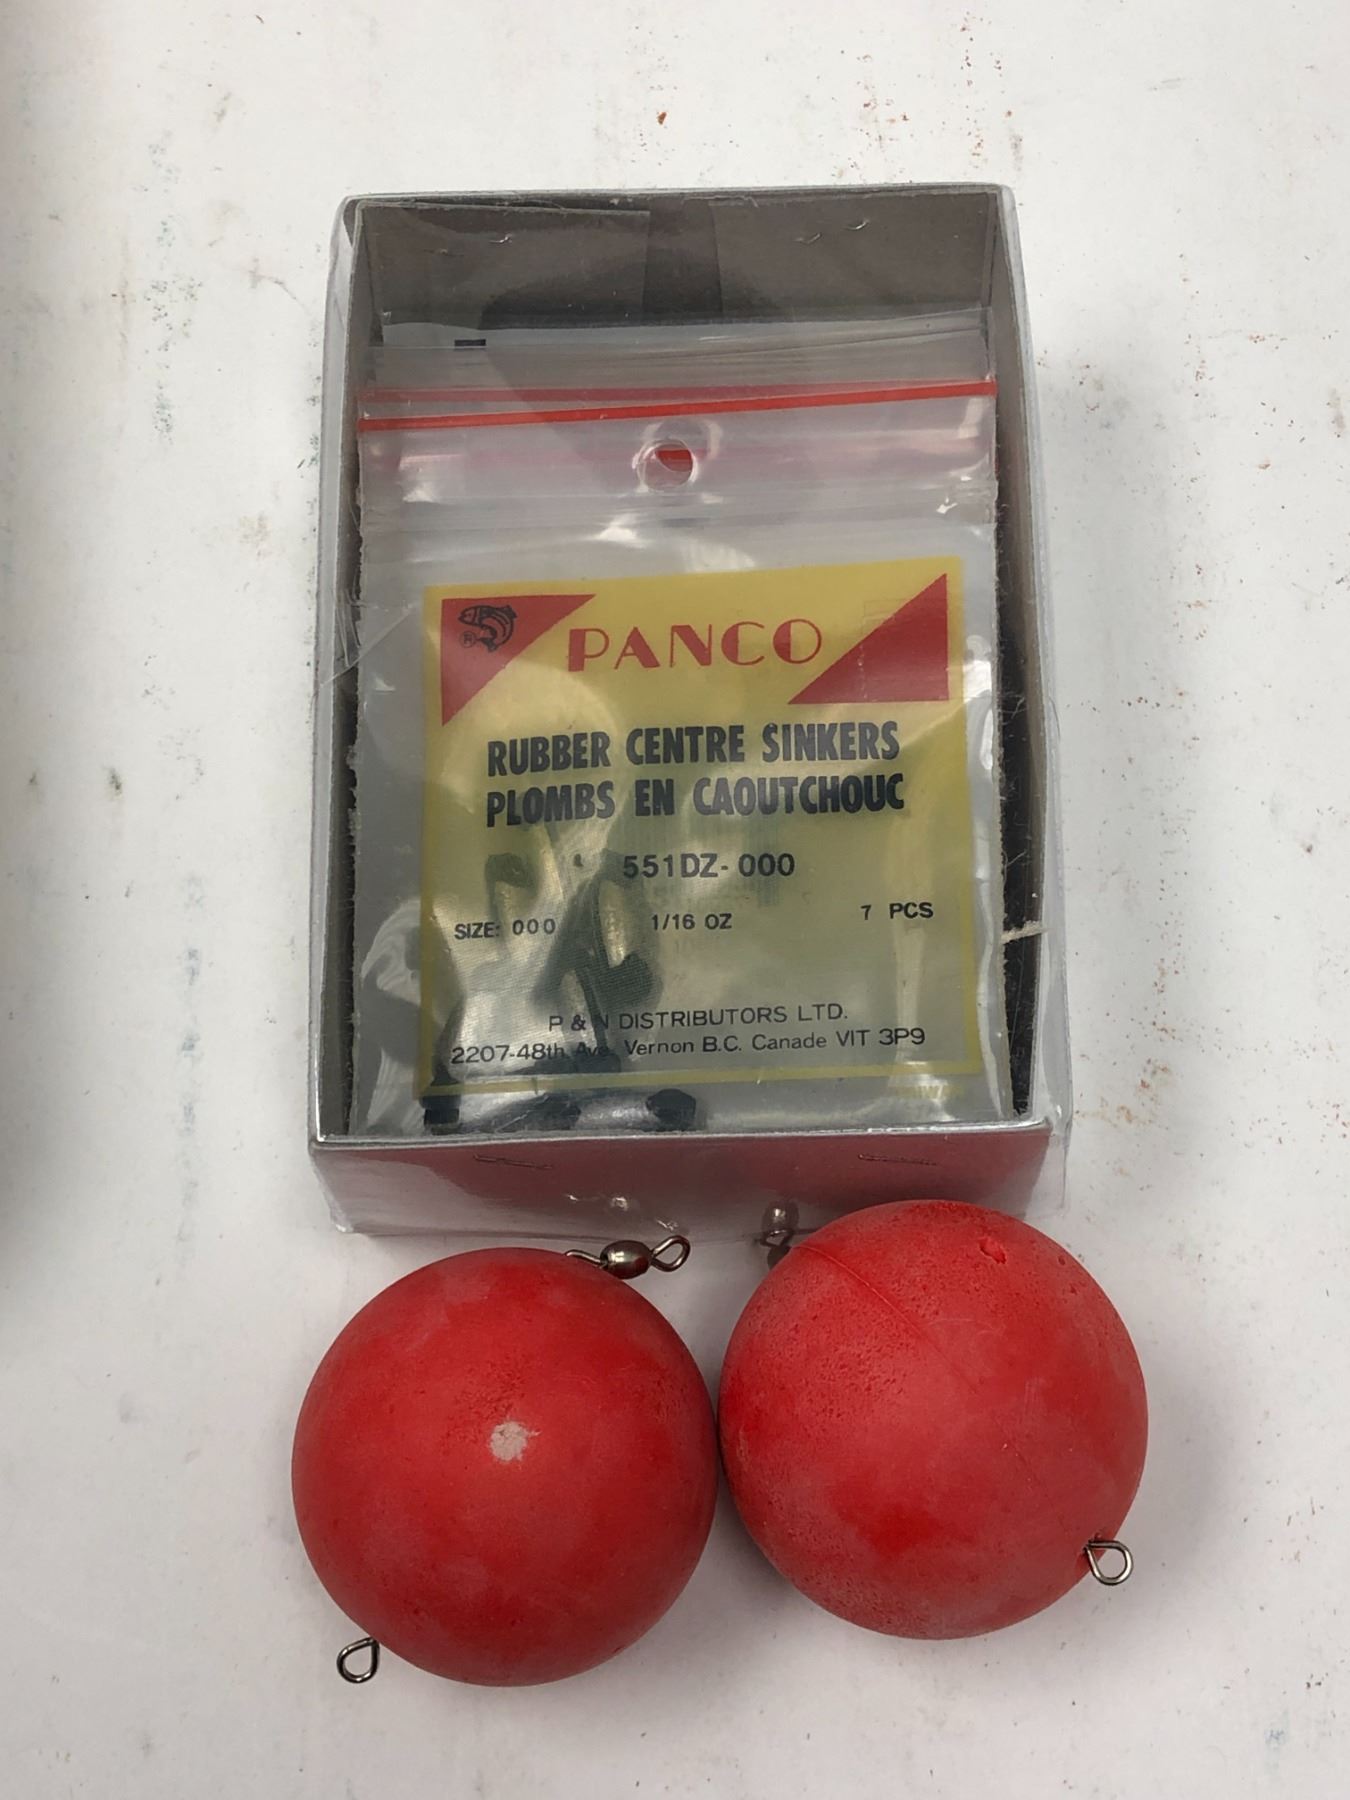 PANCO
RUBBER CENTRE SINKERS
PLOMBS EN CAOUTCHOUC
551DZ-000
SIZE: 000 1/16 OZ 7 PCS
P & N DISTRIBUTORS LTD.
2207-48th Ave. Vernon B.C. Canade VIT 3P9